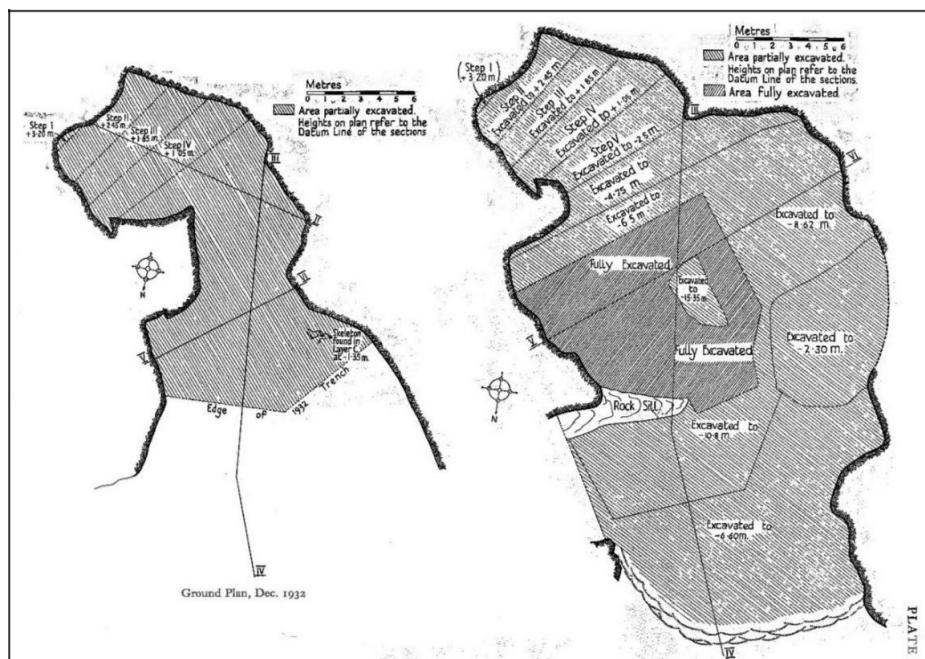 Metres
0 1 2 3 4 5 6
Area partially excavated.
Heights on plan refer to the
Datum Line of the sections
Step I
+3·20 m
Step II
+2·45 m
Step III
+1·85 m
Step IV
+1·05 m
III
II
VI
V
N
Skeleton
found in
Layer C
at -1·35 m.
Edge of 1932 Trench
IV
Ground Plan, Dec. 1932
Metres
0 1 2 3 4 5 6
Area partially excavated.
Heights on plan refer to the
Datum Line of the sections
Area Fully excavated.
(Step I
+3·20 m)
Step II
Excavated to +2·45 m.
Step III
Excavated to +1·85 m
Step IV
Excavated to +1·05 m
Step V
Excavated to -2·5 m.
Excavated to
-4·75 m.
Excavated to
-6·5 m.
III
VI
Excavated to
-8·62 m.
Fully Excavated
Excavated
to
-15·35 m.
V
Fully Excavated
Excavated to
-2·30 m.
N
Rock Sill
Excavated to
-10·8 m.
Excavated to
-6·60 m.
IV
PLATE